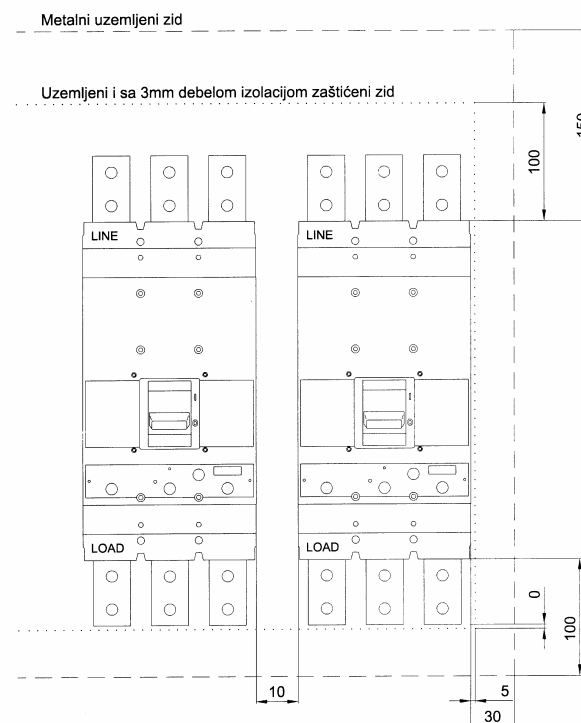 Metalni uzemljeni zid
Uzemljeni i sa 3mm debelom izolacijom zaštićeni zid
100
150
LINE
LINE
LOAD
LOAD
0
100
10
5
30